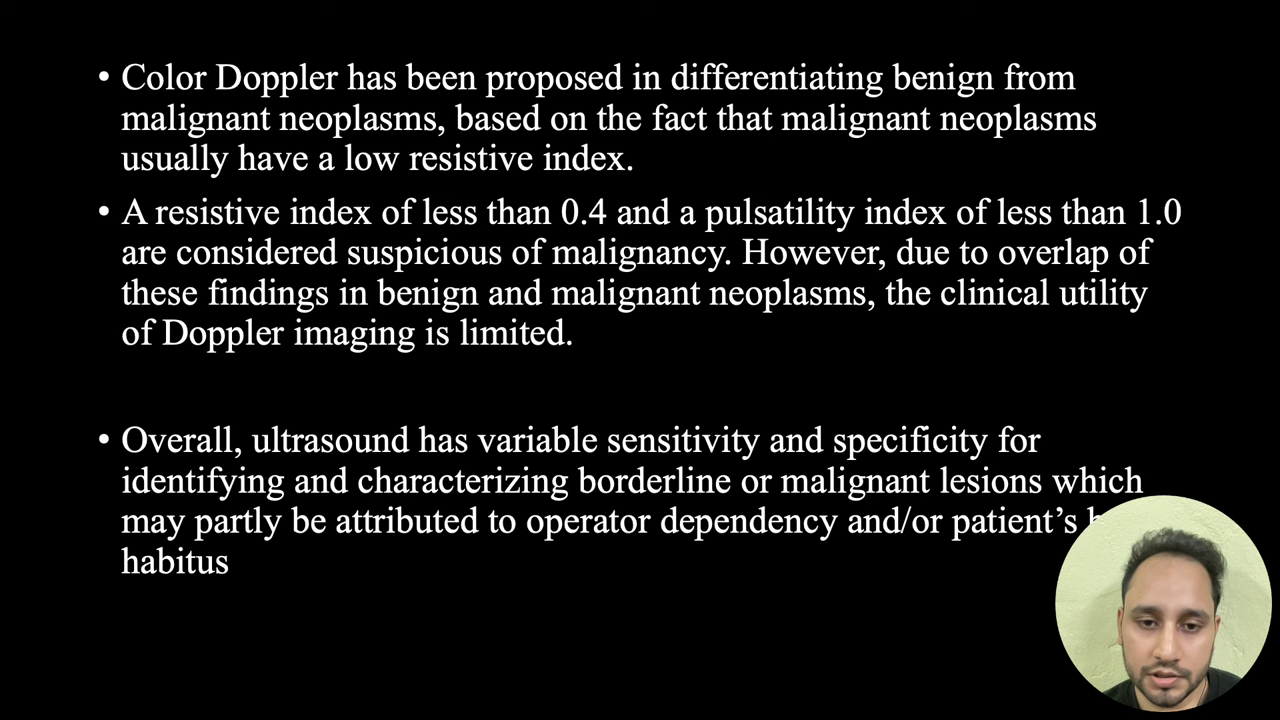 • Color Doppler has been proposed in differentiating benign from
malignant neoplasms, based on the fact that malignant neoplasms
usually have a low resistive index.
• A resistive index of less than 0.4 and a pulsatility index of less than 1.0
are considered suspicious of malignancy. However, due to overlap of
these findings in benign and malignant neoplasms, the clinical utility
of Doppler imaging is limited.
• Overall, ultrasound has variable sensitivity and specificity for
identifying and characterizing borderline or malignant lesions which
may partly be attributed to operator dependency and/or patient’s
habitus